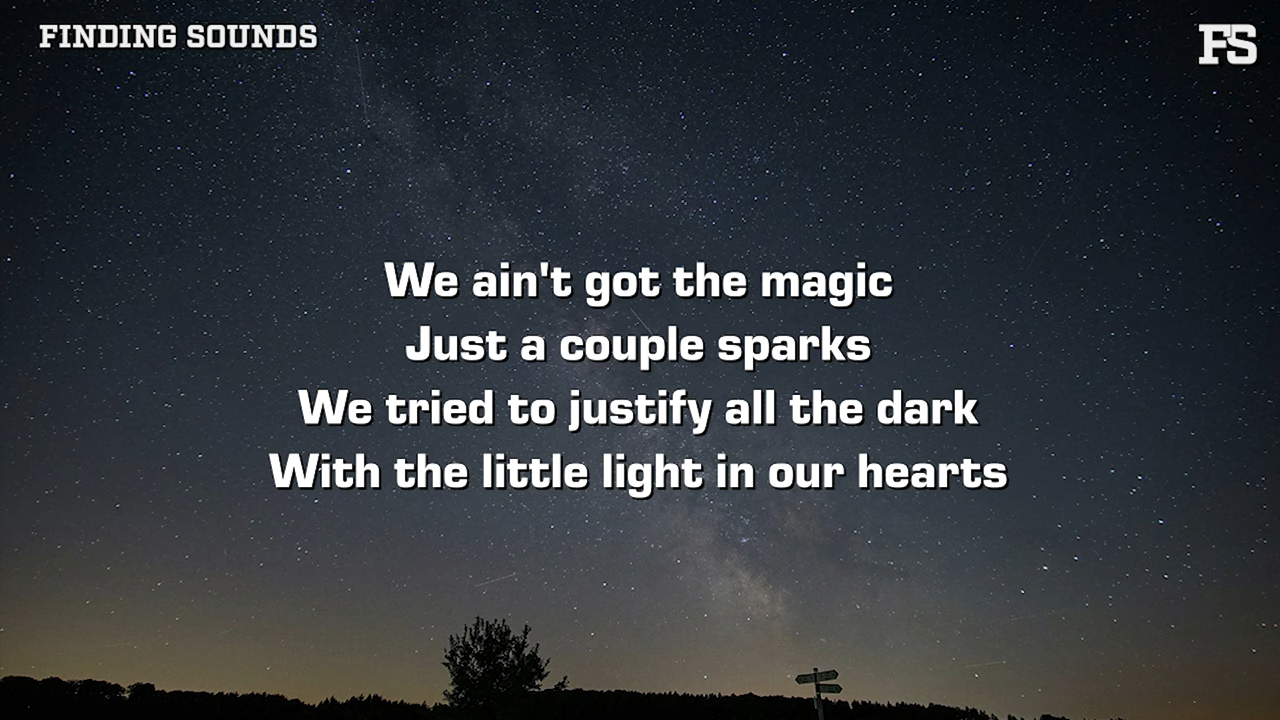 FINDING SOUNDS
FS
We ain't got the magic
Just a couple sparks
We tried to justify all the dark
With the little light in our hearts